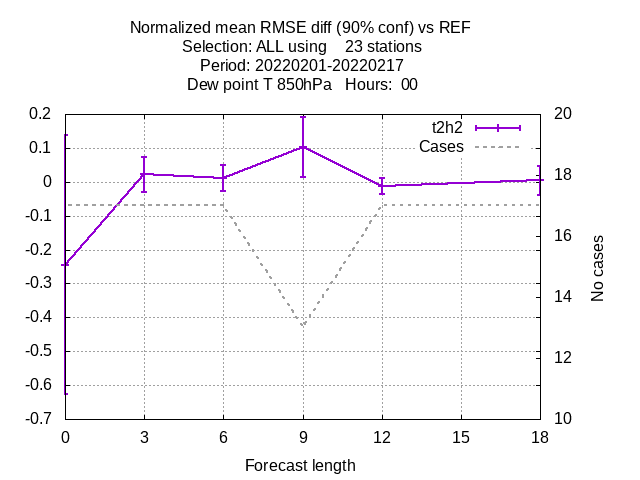 Normalized mean RMSE diff (90% conf) vs REF
Selection: ALL using    23 stations
Period: 20220201-20220217
Dew point T 850hPa   Hours:  00
0.2
0.1
0
-0.1
-0.2
-0.3
-0.4
-0.5
-0.6
-0.7
t2h2
Cases
20
18
16
14
12
10
No cases
0 3 6 9 12 15 18
Forecast length